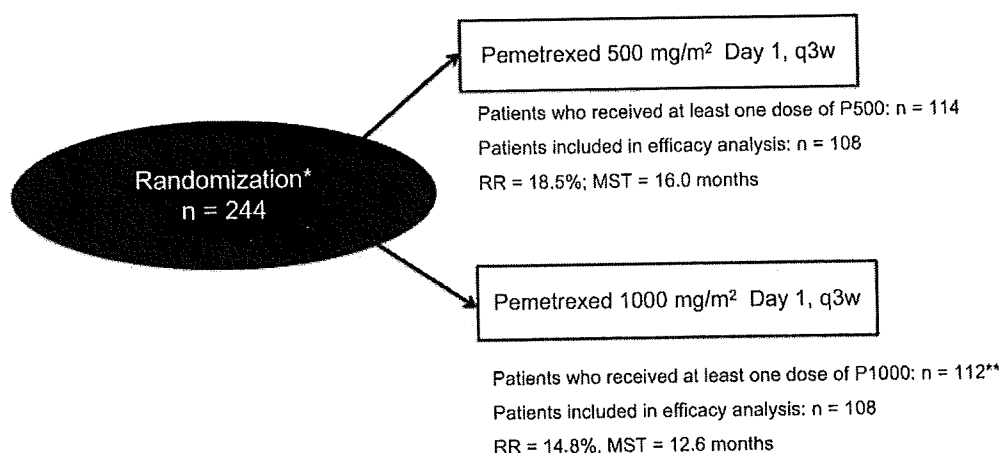 Pemetrexed 500 mg/m² Day 1, q3w
Patients who received at least one dose of P500: n = 114
Patients included in efficacy analysis: n = 108
RR = 18.5%; MST = 16.0 months
Randomization*
n = 244
Pemetrexed 1000 mg/m² Day 1, q3w
Patients who received at least one dose of P1000: n = 112**
Patients included in efficacy analysis: n = 108
RR = 14.8%, MST = 12.6 months